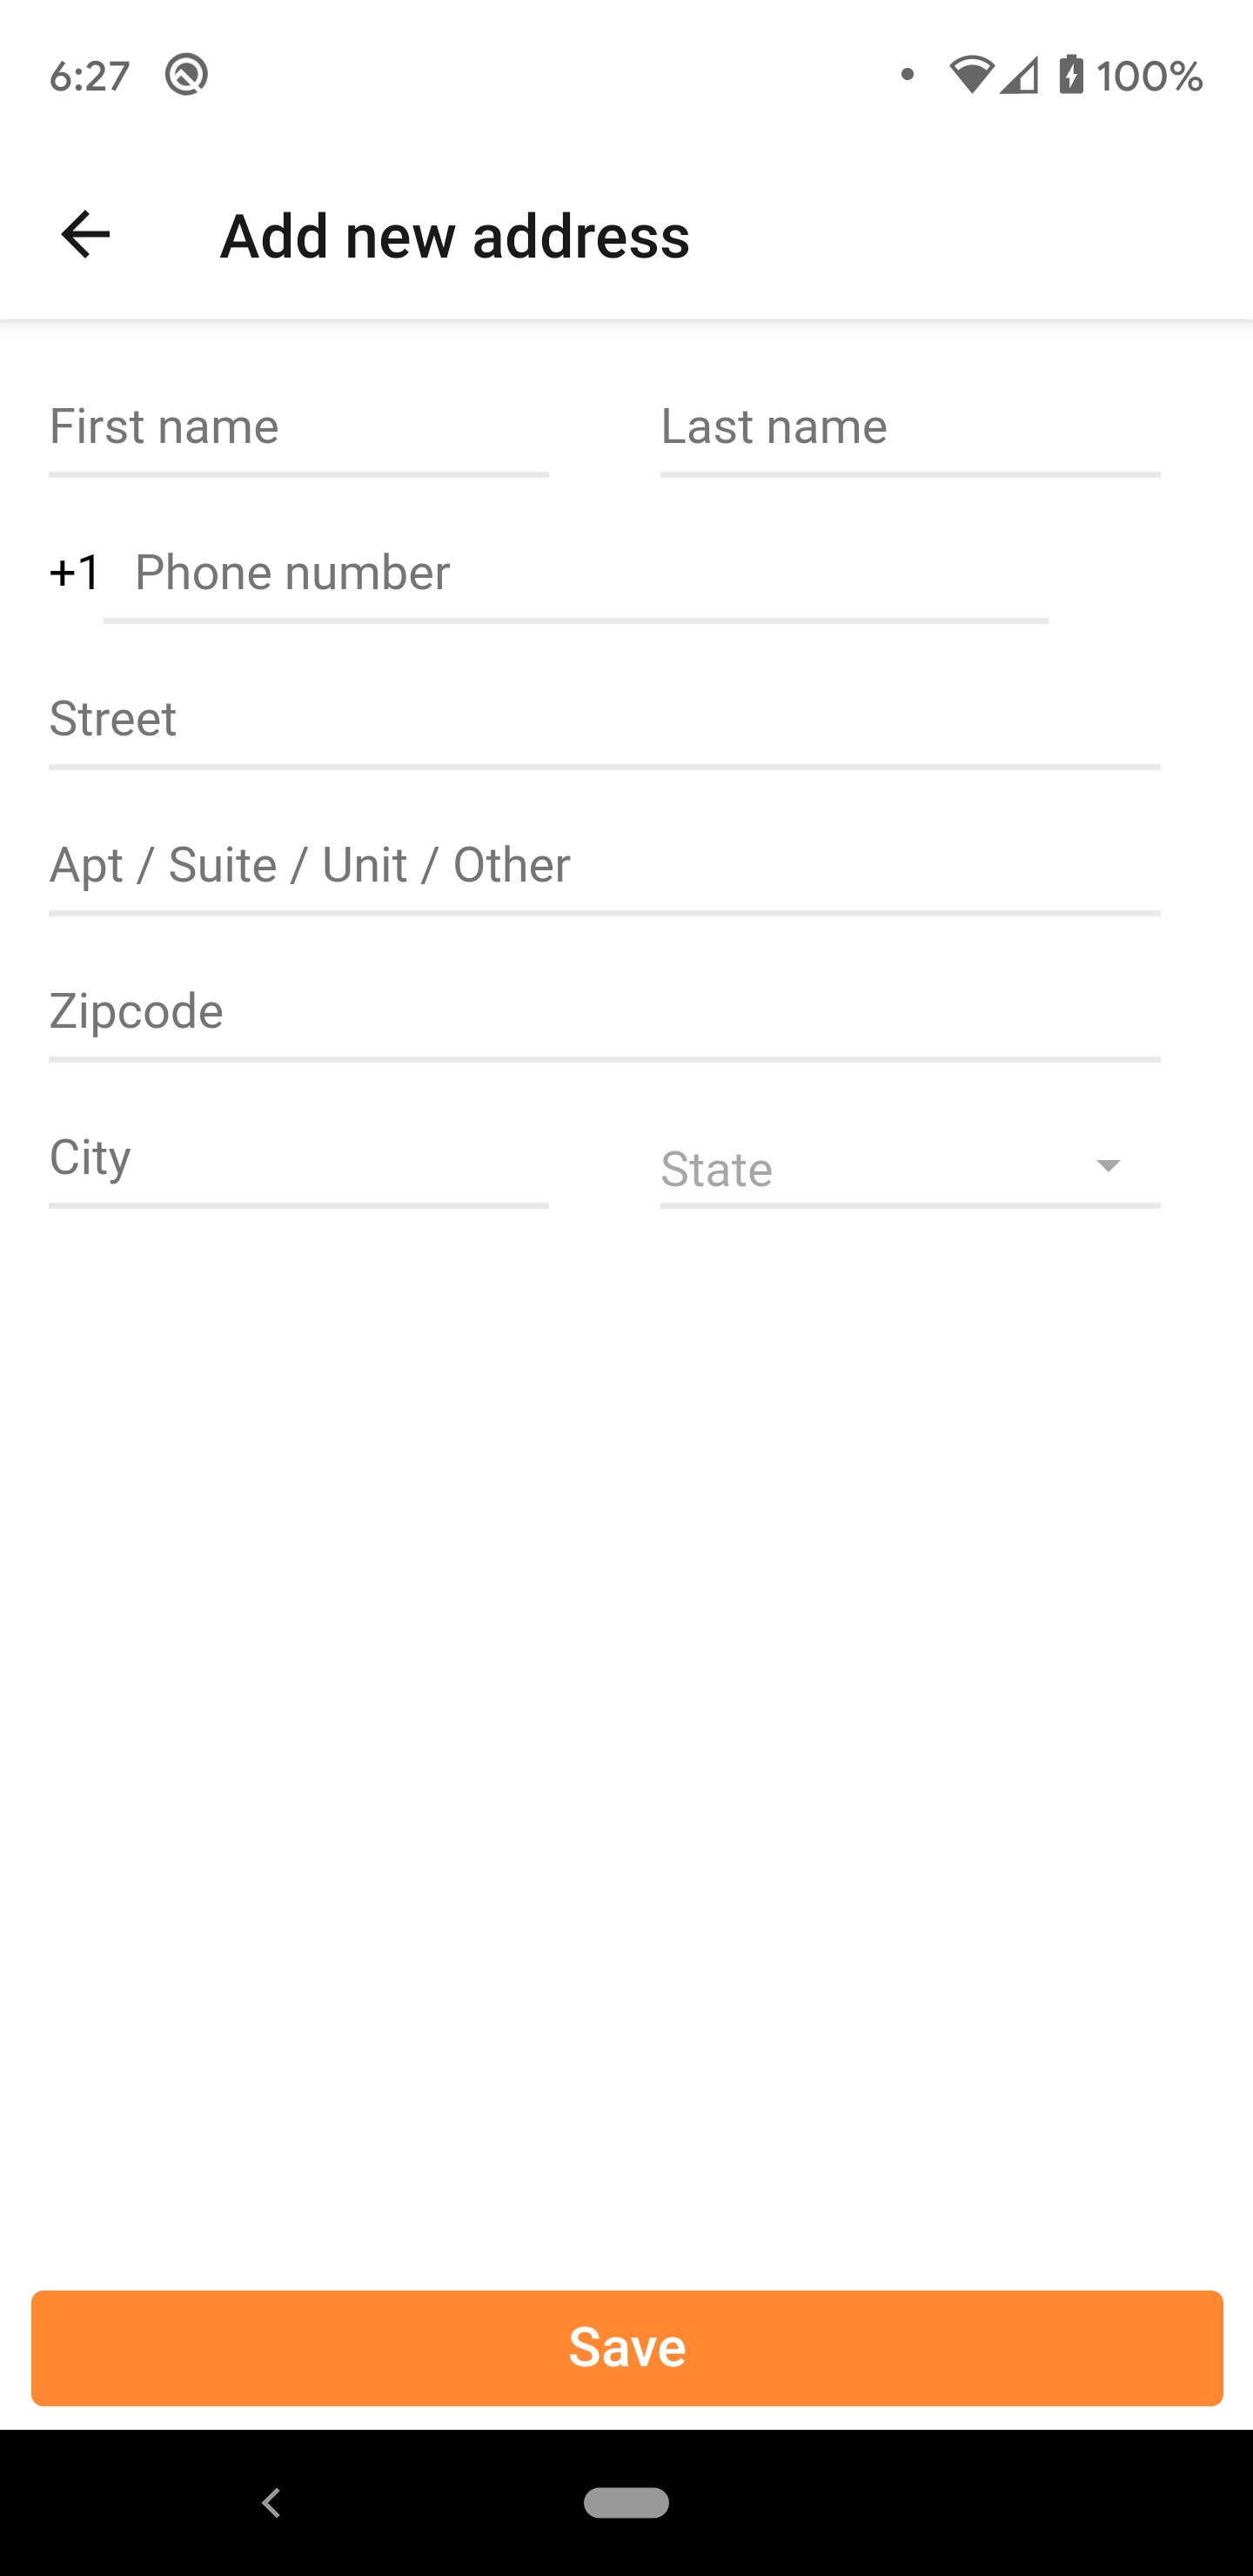 6:27 100%
Add new address
First name Last name
+1 Phone number
Street
Apt / Suite / Unit / Other
Zipcode
City State
Save